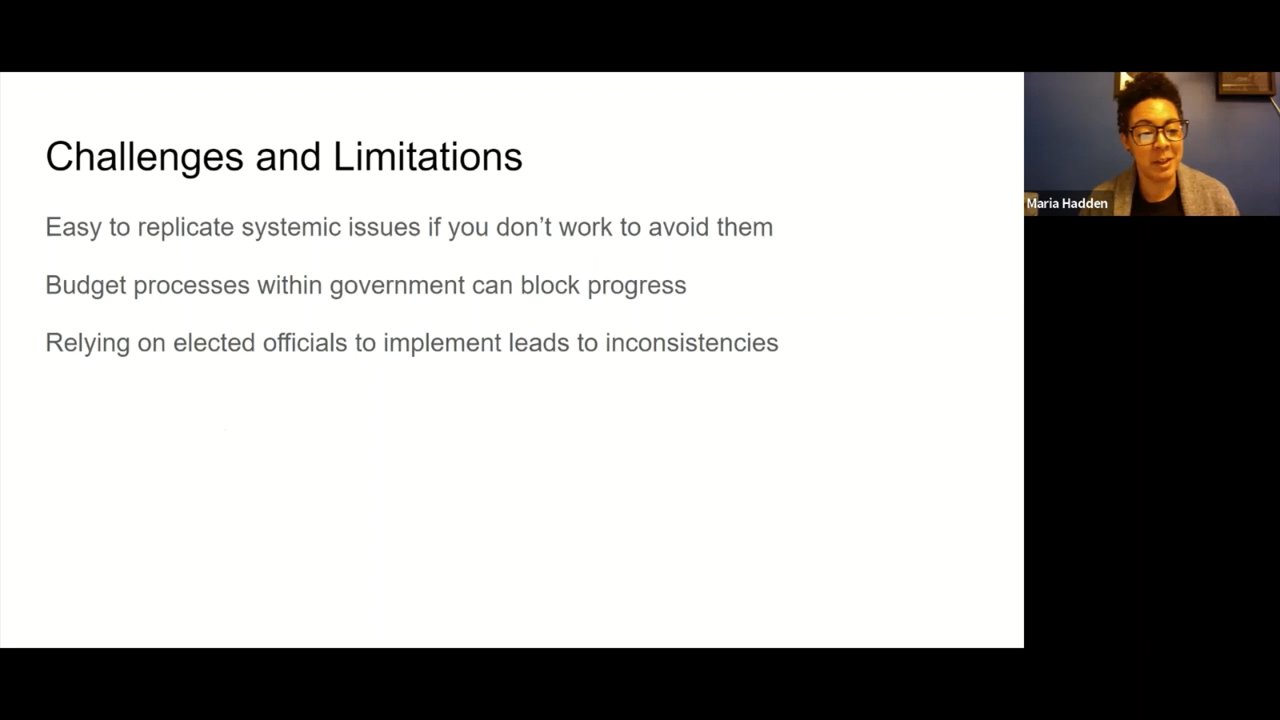 Challenges and Limitations
Easy to replicate systemic issues if you don’t work to avoid them
Budget processes within government can block progress
Relying on elected officials to implement leads to inconsistencies
Maria Hadden